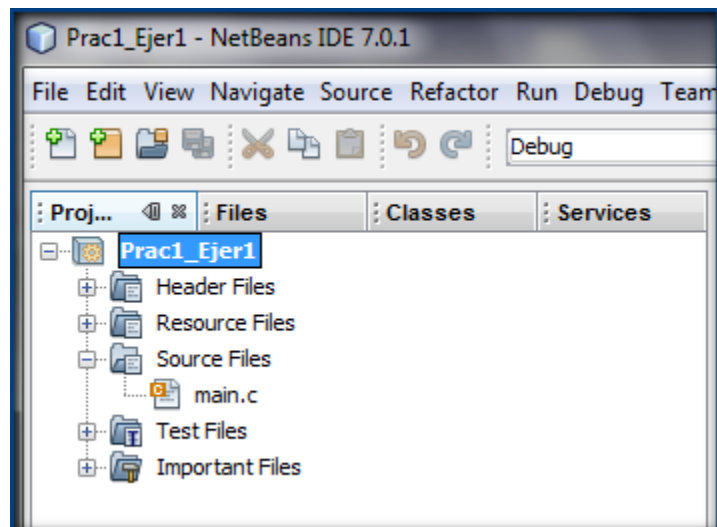 Prac1_Ejer1 - NetBeans IDE 7.0.1
File Edit View Navigate Source Refactor Run Debug Team
Debug
Proj... Files Classes Services
Prac1_Ejer1
Header Files
Resource Files
Source Files
main.c
Test Files
Important Files